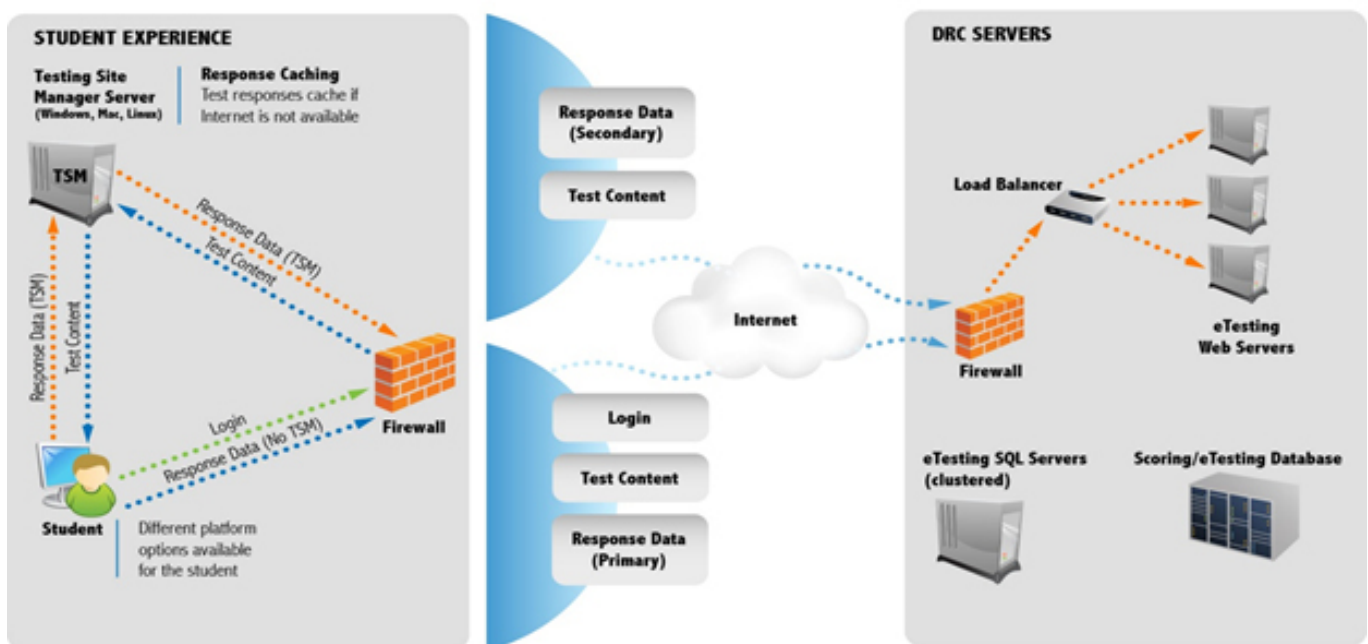 STUDENT EXPERIENCE
Testing Site
Manager Server
(Windows, Mac, Linux)
Response Caching
Test responses cache if
Internet is not available
TSM
Response Data (TSM)
Test Content
Response Data (TSM)
Test Content
Login
Response Data (No TSM)
Firewall
Student
Different platform
options available
for the student
Response Data
(Secondary)
Test Content
Internet
Login
Test Content
Response Data
(Primary)
DRC SERVERS
Load Balancer
Firewall
eTesting
Web Servers
eTesting SQL Servers
(clustered)
Scoring/eTesting Database